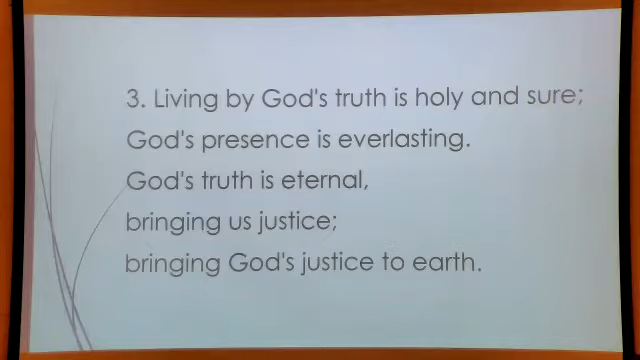 3. Living by God's truth is holy and sure;
God's presence is everlasting.
God's truth is eternal,
bringing us justice;
bringing God's justice to earth.